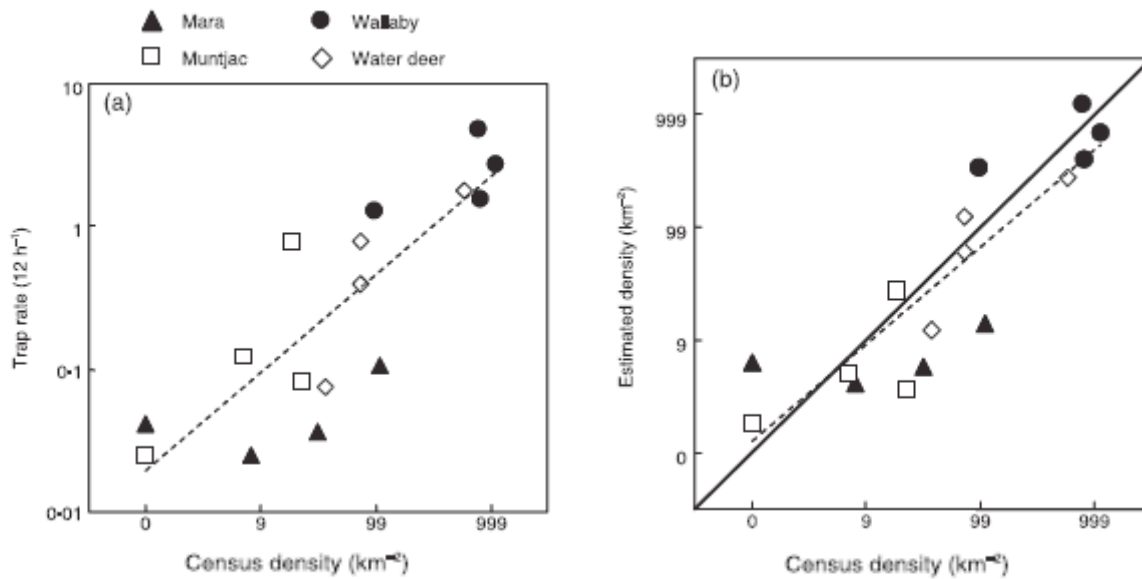 Mara
Wallaby
Muntjac
Water deer
(a)
10
1
0·1
0·01
Trap rate (12 h⁻¹)
0 9 99 999
Census density (km⁻²)
(b)
999
99
9
0
Estimated density (km⁻²)
0 9 99 999
Census density (km⁻²)